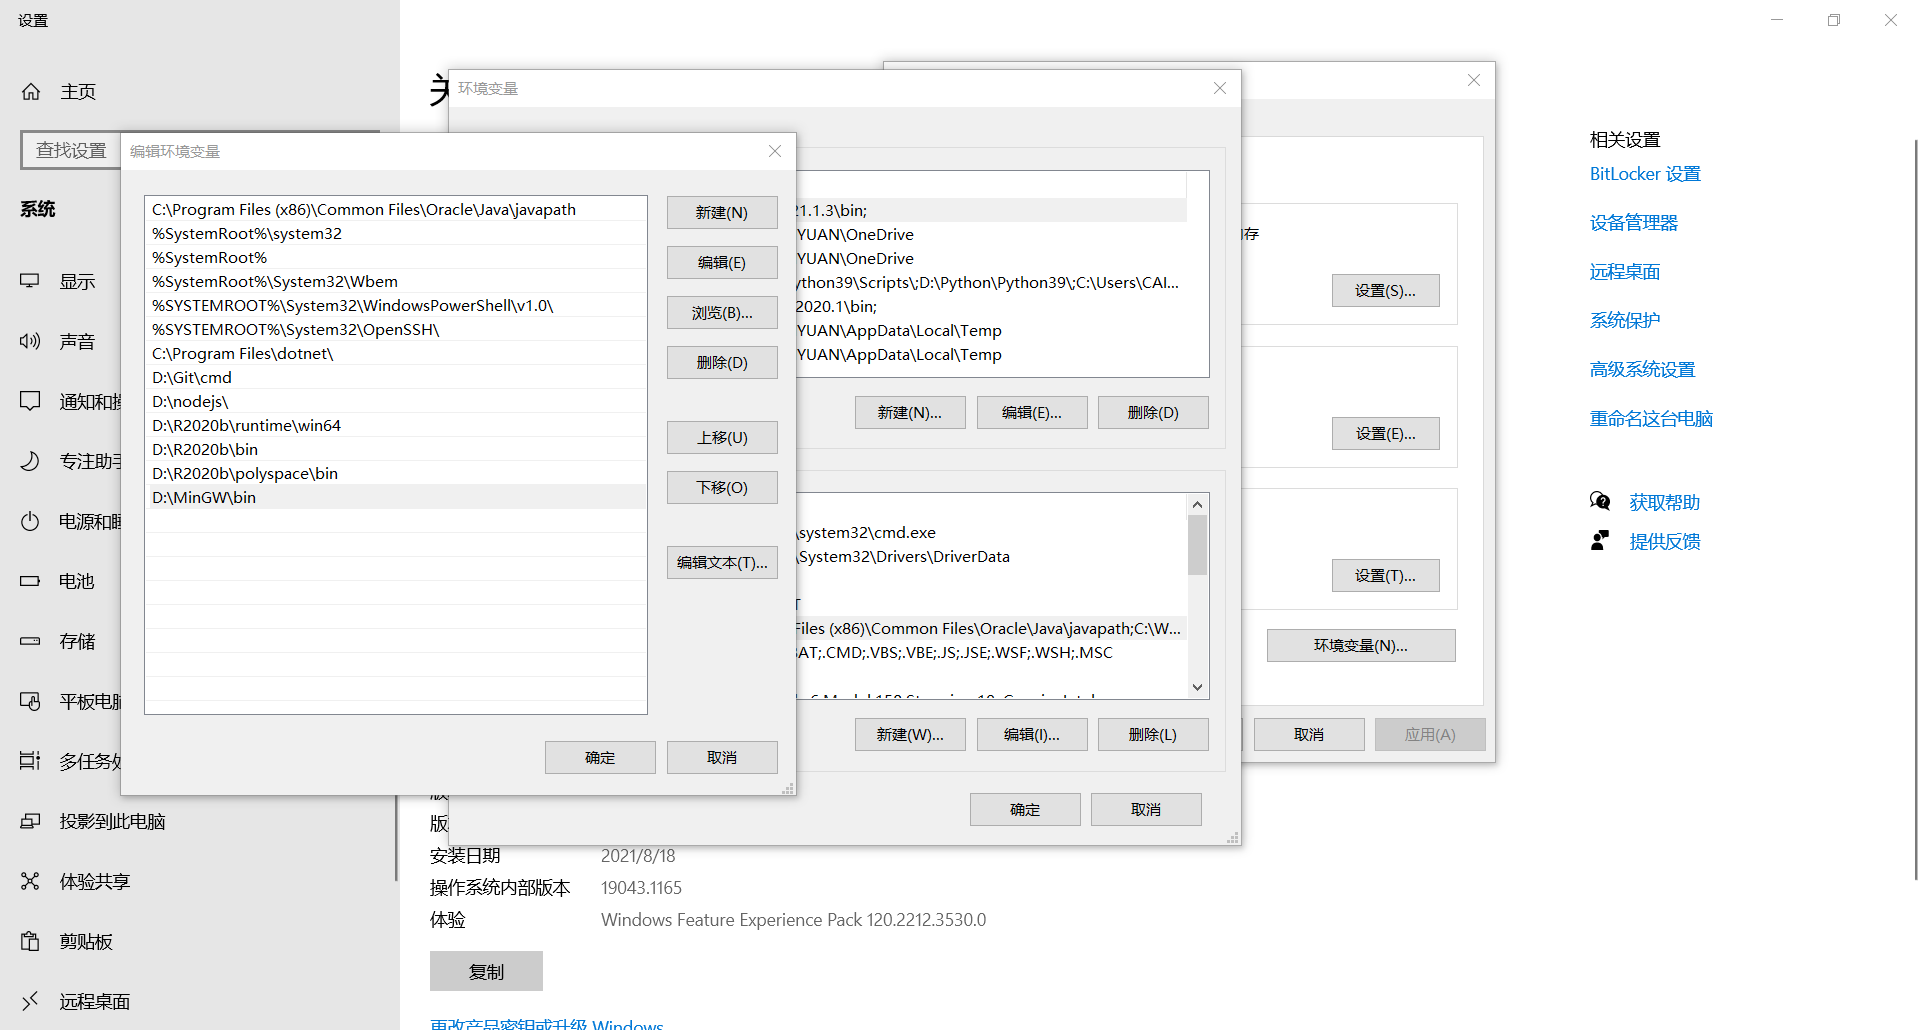 设置
主页
查找设置
系统
显示
声音
通知和操
专注助手
电源和睡
电池
存储
平板电脑
多任务处
投影到此电脑
体验共享
剪贴板
远程桌面
编辑环境变量
C:\Program Files (x86)\Common Files\Oracle\Java\javapath
%SystemRoot%\system32
%SystemRoot%
%SystemRoot%\System32\Wbem
%SYSTEMROOT%\System32\WindowsPowerShell\v1.0\
%SYSTEMROOT%\System32\OpenSSH\
C:\Program Files\dotnet\
D:\Git\cmd
D:\nodejs\
D:\R2020b\runtime\win64
D:\R2020b\bin
D:\R2020b\polyspace\bin
D:\MinGW\bin
新建(N)
编辑(E)
浏览(B)...
删除(D)
上移(U)
下移(O)
编辑文本(T)...
确定
取消
关
环境变量
21.1.3\bin;
YUAN\OneDrive
YUAN\OneDrive
ython39\Scripts\;D:\Python\Python39\;C:\Users\CAI...
2020.1\bin;
YUAN\AppData\Local\Temp
YUAN\AppData\Local\Temp
新建(N)...
编辑(E)...
删除(D)
\system32\cmd.exe
\System32\Drivers\DriverData
T
Files (x86)\Common Files\Oracle\Java\javapath;C:\W...
AT;.CMD;.VBS;.VBE;.JS;.JSE;.WSF;.WSH;.MSC
新建(W)...
编辑(I)...
删除(L)
确定
取消
存
设置(S)...
设置(E)...
设置(T)...
环境变量(N)...
取消
应用(A)
版
版
安装日期 2021/8/18
操作系统内部版本 19043.1165
体验 Windows Feature Experience Pack 120.2212.3530.0
复制
更改产品密钥或升级 Windows
相关设置
BitLocker 设置
设备管理器
远程桌面
系统保护
高级系统设置
重命名这台电脑
获取帮助
提供反馈